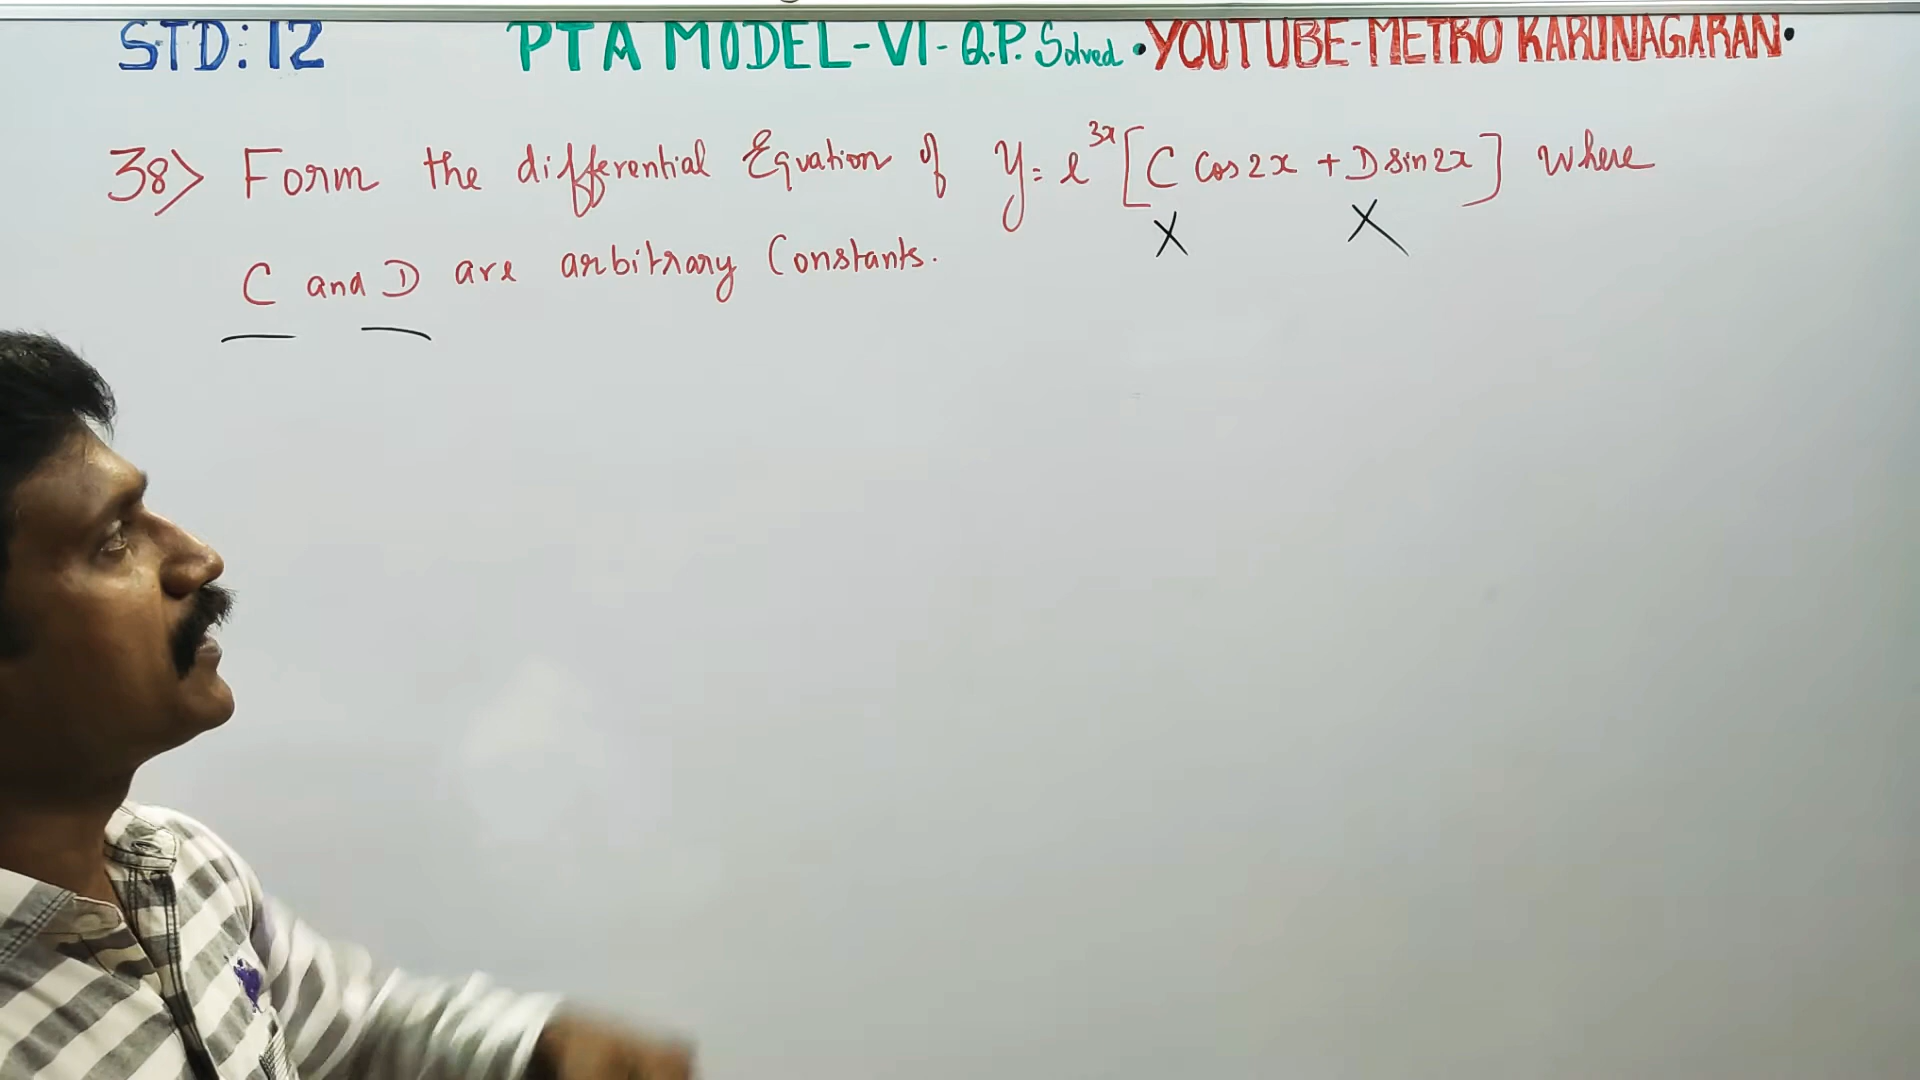 STD: 12 PTA MODEL-VI-Q.P. Solved •YOUTUBE-METRO KARUNAGARAN•
38> Form the differential Equation of y = e^3x [C cos2x + D sin2x] where
C and D are arbitrary Constants.